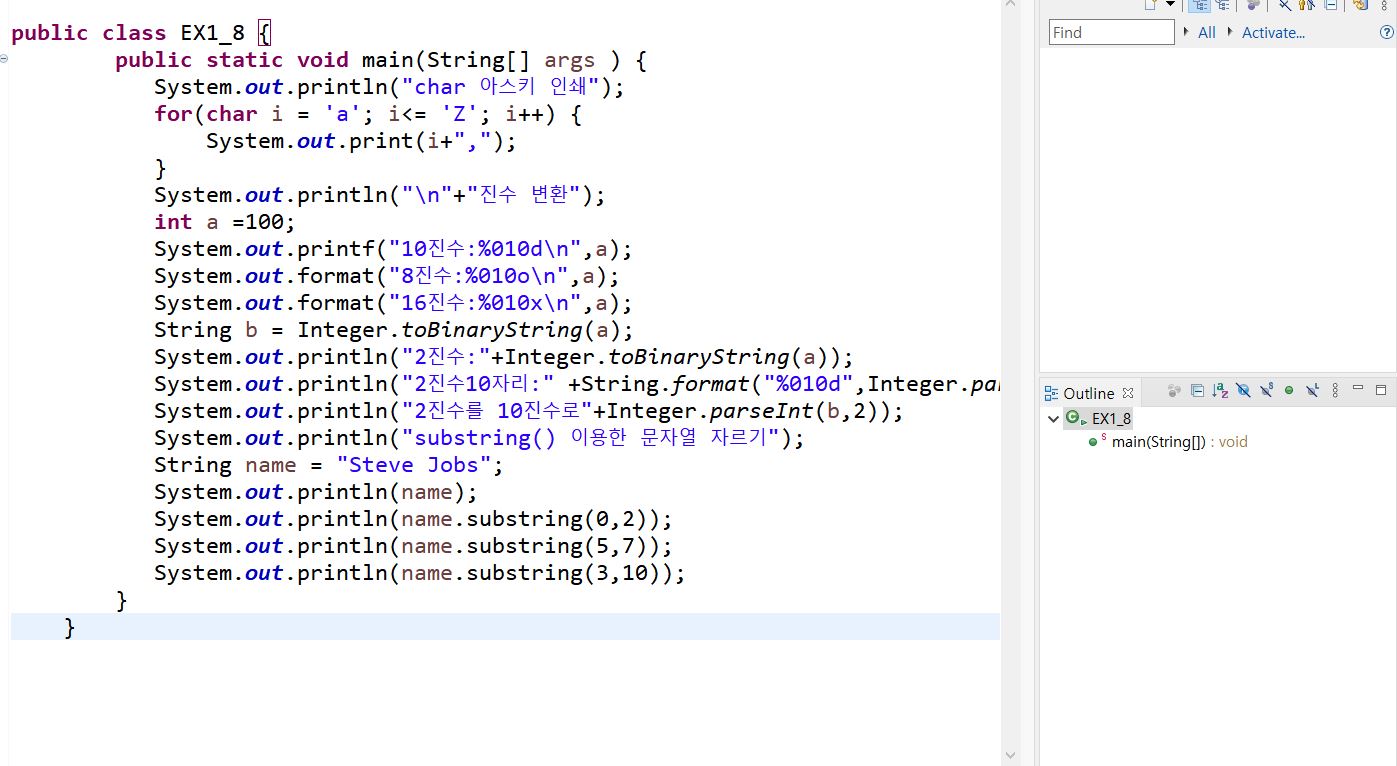 public class EX1_8 {
public static void main(String[] args ) {
System.out.println("char 아스키 인쇄");
for(char i = 'a'; i<= 'Z'; i++) {
System.out.print(i+",");
}
System.out.println("\n"+"진수 변환");
int a =100;
System.out.printf("10진수:%010d\n",a);
System.out.format("8진수:%010o\n",a);
System.out.format("16진수:%010x\n",a);
String b = Integer.toBinaryString(a);
System.out.println("2진수:"+Integer.toBinaryString(a));
System.out.println("2진수10자리:" +String.format("%010d",Integer.par
System.out.println("2진수를 10진수로"+Integer.parseInt(b,2));
System.out.println("substring() 이용한 문자열 자르기");
String name = "Steve Jobs";
System.out.println(name);
System.out.println(name.substring(0,2));
System.out.println(name.substring(5,7));
System.out.println(name.substring(3,10));
}
}
Find All Activate...
Outline
EX1_8
main(String[]) : void